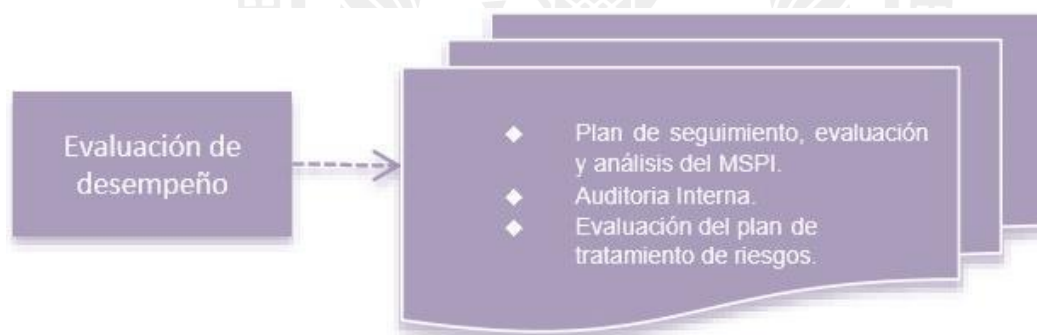 Evaluación de
desempeño
◆ Plan de seguimiento, evaluación
y análisis del MSPI.
◆ Auditoria Interna.
◆ Evaluación del plan de
tratamiento de riesgos.